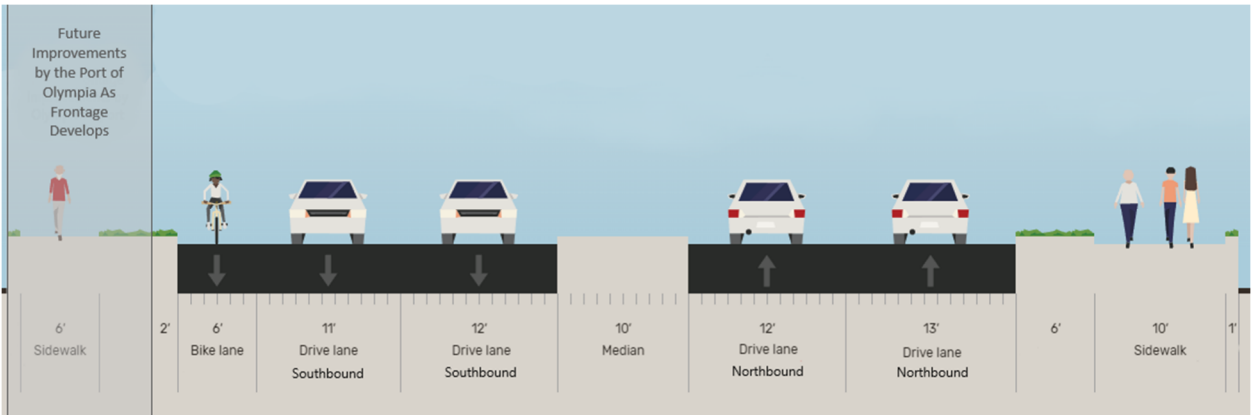 Future
Improvements
by the Port of
Olympia As
Frontage
Develops
6'
Sidewalk
2'
6'
Bike lane
11'
Drive lane
Southbound
12'
Drive lane
Southbound
10'
Median
12'
Drive lane
Northbound
13'
Drive lane
Northbound
6'
10'
Sidewalk
1'